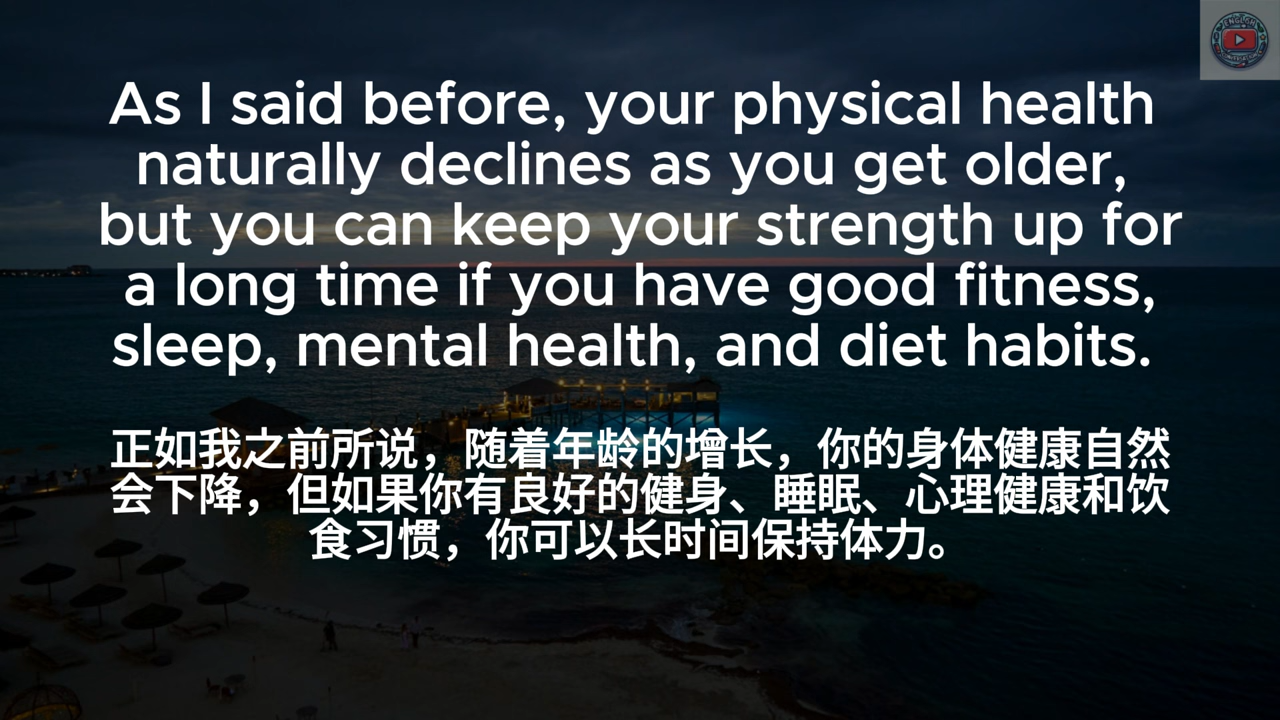 As I said before, your physical health
naturally declines as you get older,
but you can keep your strength up for
a long time if you have good fitness,
sleep, mental health, and diet habits.
正如我之前所说，随着年龄的增长，你的身体健康自然
会下降，但如果你有良好的健身、睡眠、心理健康和饮
食习惯，你可以长时间保持体力。